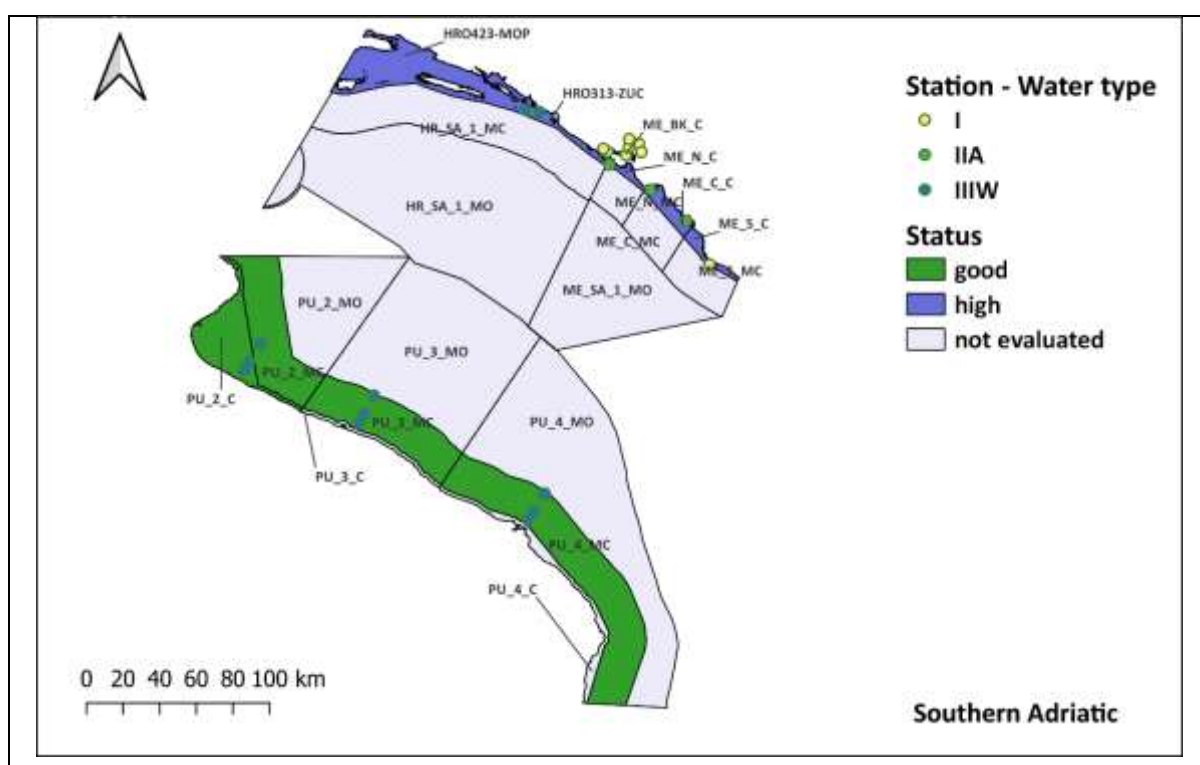 HRO423-MOP
HRO313-ZUC
HR_SA_1_MC
ME_BK_C
ME_N_C
ME_C_C
HR_SA_1_MO
ME_N_MC
ME_S_C
ME_C_MC
ME_S_MC
ME_SA_1_MO
PU_2_MO
PU_3_MO
PU_2_MC
PU_2_C
PU_3_MC
PU_4_MO
PU_3_C
PU_4_MC
PU_4_C
Station - Water type
I
IIA
IIIW
Status
good
high
not evaluated
0 20 40 60 80 100 km
Southern Adriatic